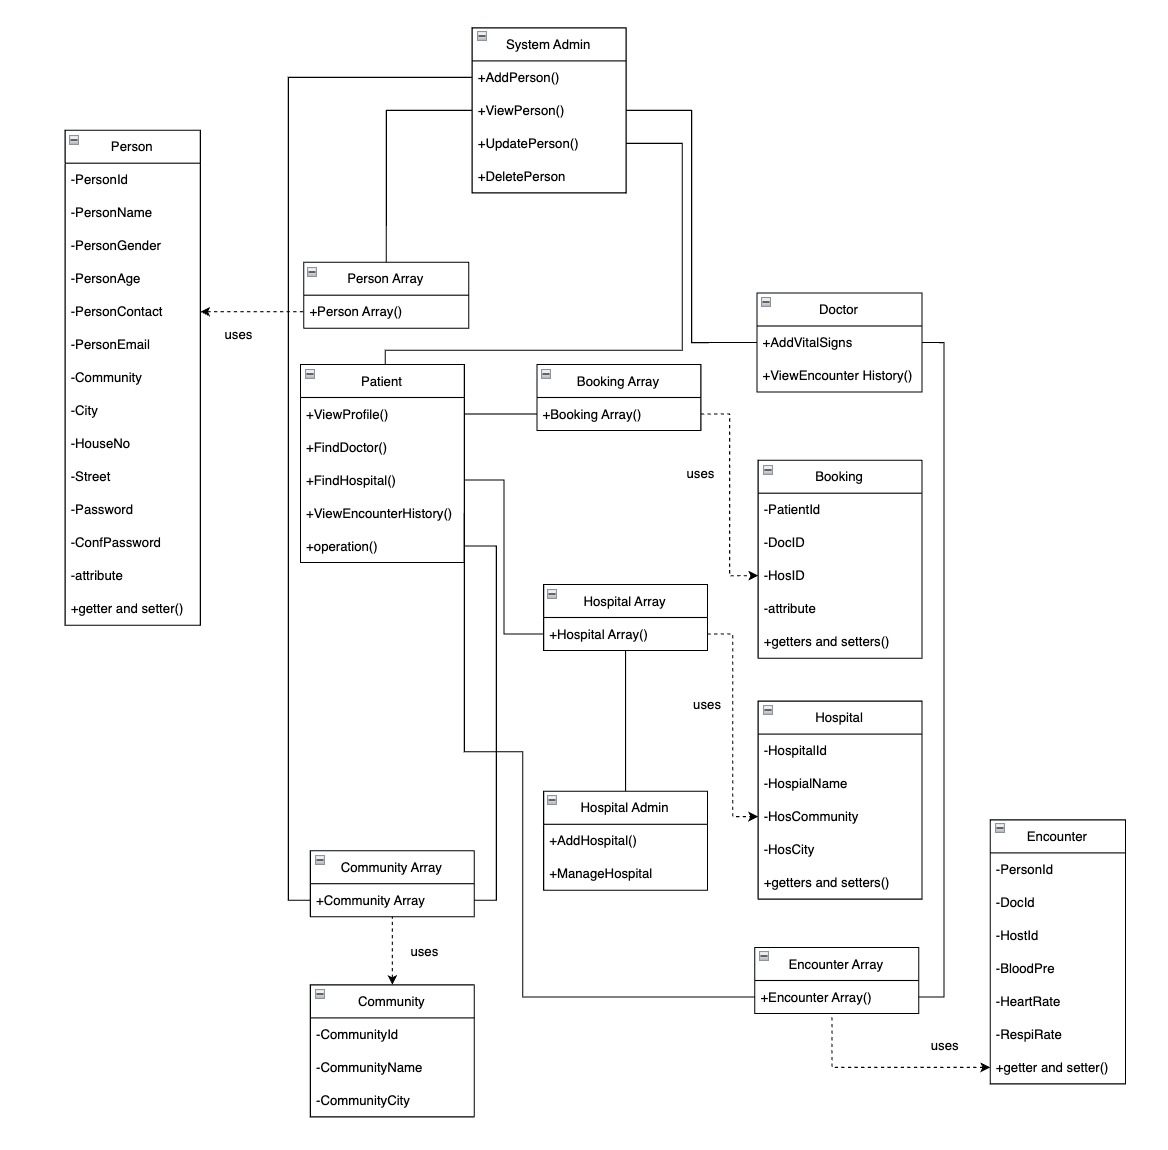 System Admin
+AddPerson()
+ViewPerson()
+UpdatePerson()
+DeletePerson
Person
-PersonId
-PersonName
-PersonGender
-PersonAge
-PersonContact
-PersonEmail
-Community
-City
-HouseNo
-Street
-Password
-ConfPassword
-attribute
+getter and setter()
uses
Person Array
+Person Array()
Doctor
+AddVitalSigns
+ViewEncounter History()
Patient
+ViewProfile()
+FindDoctor()
+FindHospital()
+ViewEncounterHistory()
+operation()
Booking Array
+Booking Array()
uses
Booking
-PatientId
-DocID
-HosID
-attribute
+getters and setters()
Hospital Array
+Hospital Array()
uses
Hospital
-HospitalId
-HospialName
-HosCommunity
-HosCity
+getters and setters()
Hospital Admin
+AddHospital()
+ManageHospital
Community Array
+Community Array
uses
Community
-CommunityId
-CommunityName
-CommunityCity
Encounter Array
+Encounter Array()
uses
Encounter
-PersonId
-DocId
-HostId
-BloodPre
-HeartRate
-RespiRate
+getter and setter()